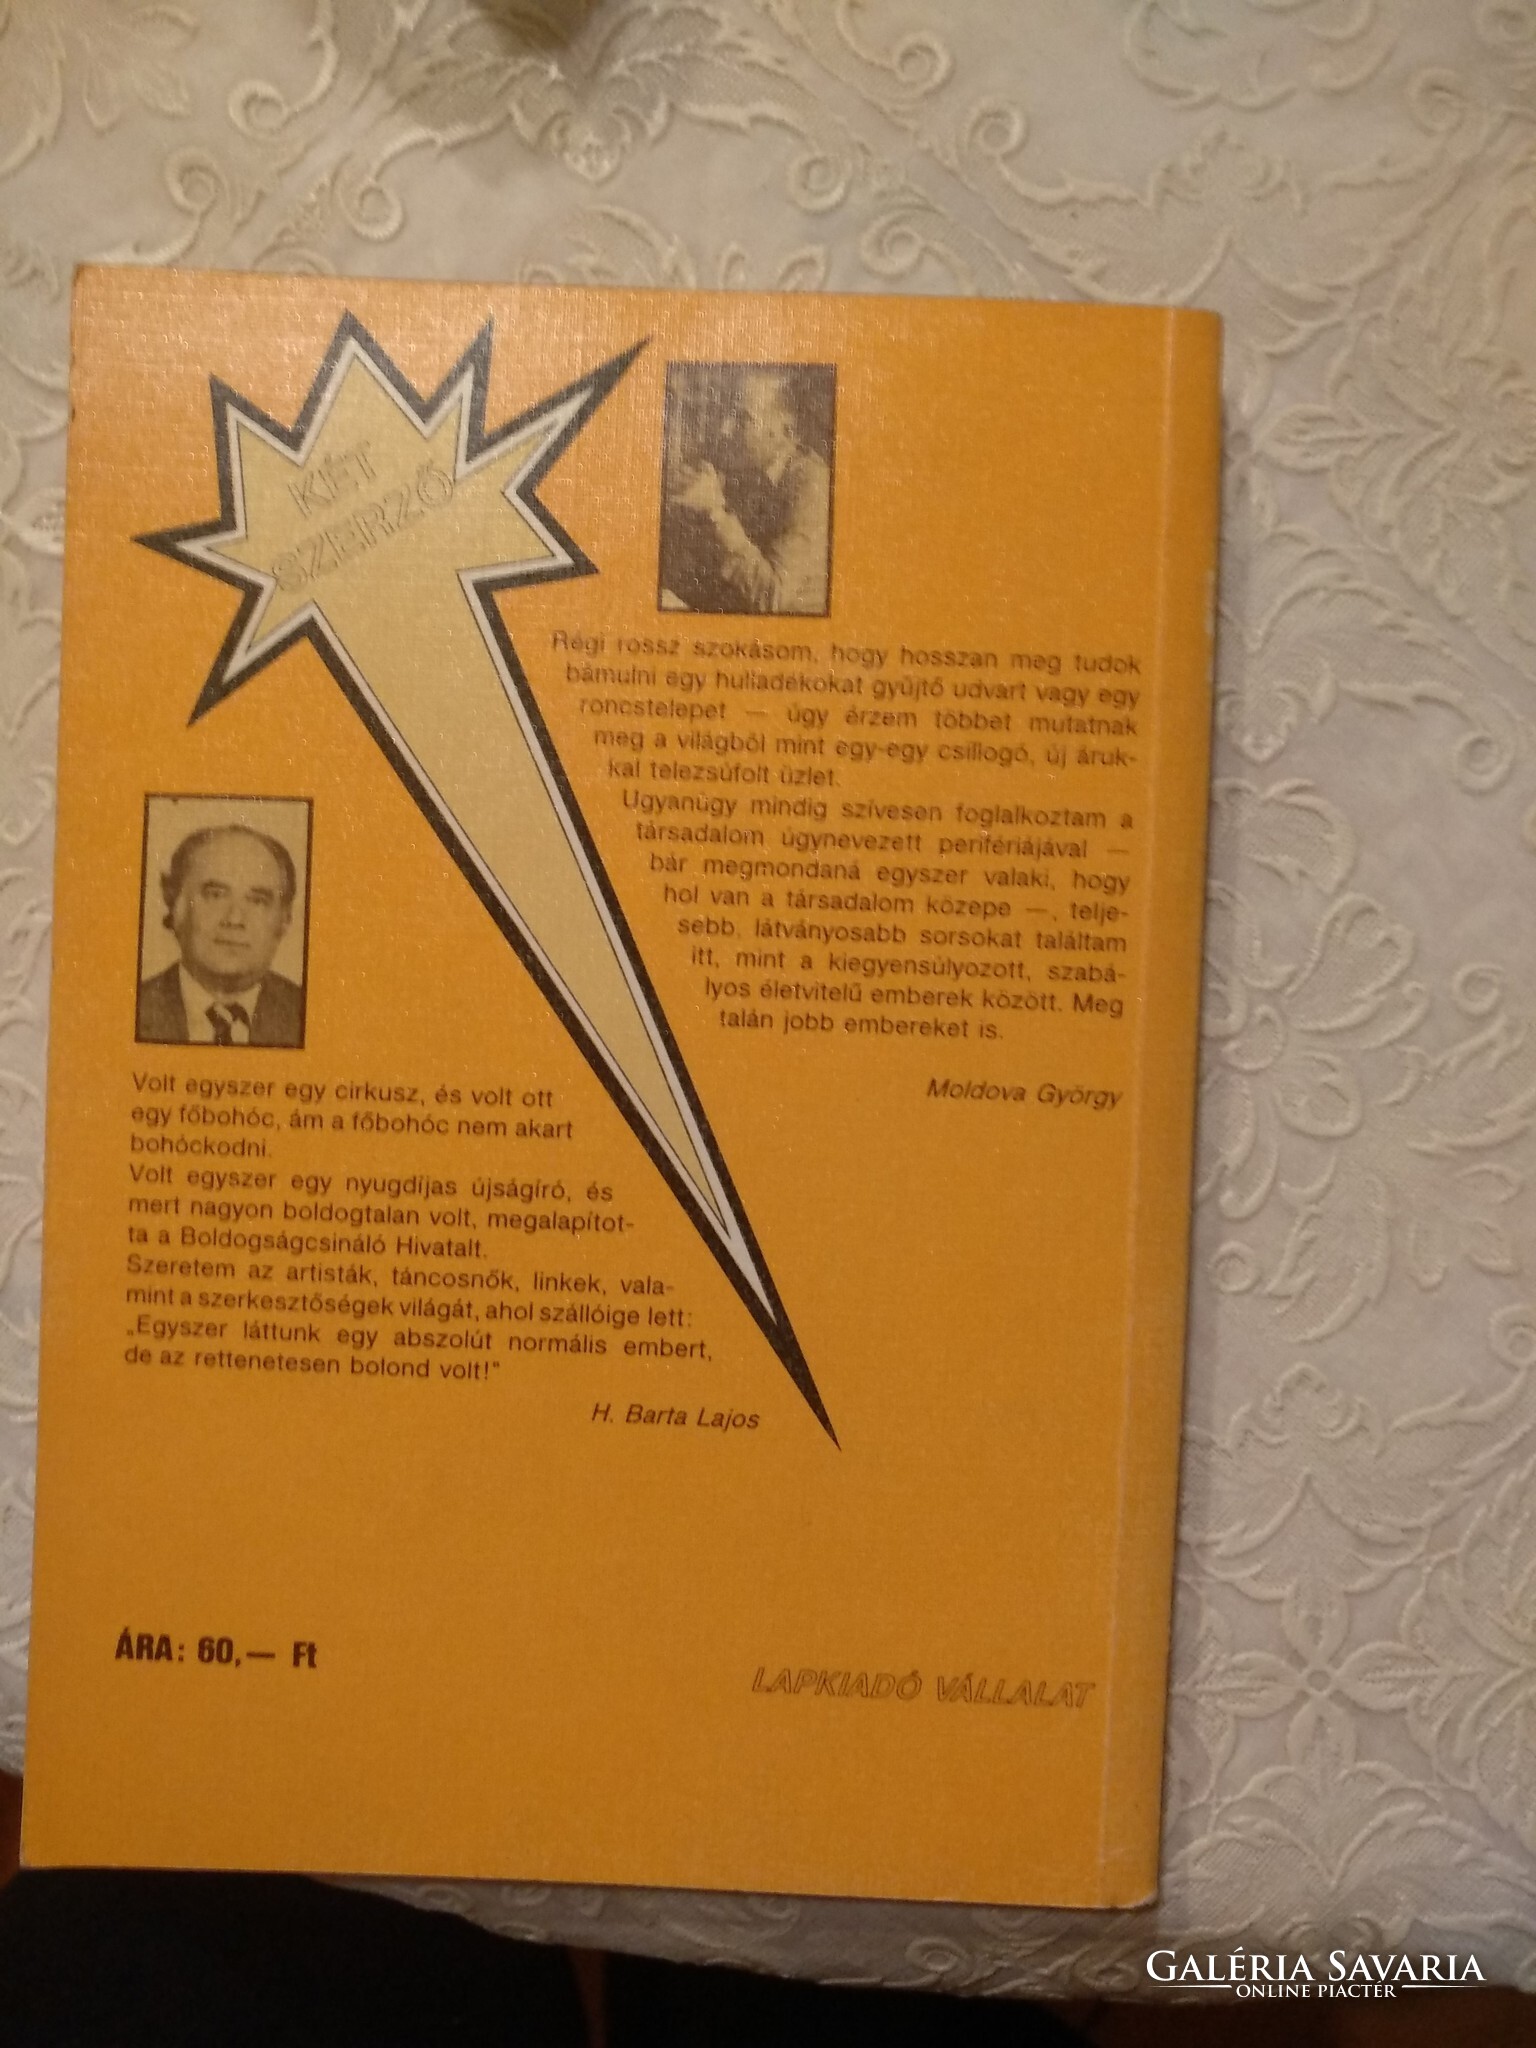 KÉT
SZERZŐ
Régi rossz szokásom, hogy hosszan meg tudok
bámulni egy hulladékokat gyűjtő udvart vagy egy
roncstelepet — úgy érzem többet mutatnak
meg a világból mint egy-egy csillogó, új áruk-
kal telezsúfolt üzlet.
Ugyanúgy mindig szívesen foglalkoztam a
társadalom úgynevezett perifériájával —
bár megmondaná egyszer valaki, hogy
hol van a társadalom közepe —, telje-
sebb, látványosabb sorsokat találtam
itt, mint a kiegyensúlyozott, szabá-
lyos életvitelű emberek között. Meg
talán jobb embereket is.
Moldova György
Volt egyszer egy cirkusz, és volt ott
egy főbohóc, ám a főbohóc nem akart
bohóckodni.
Volt egyszer egy nyugdíjas újságíró, és
mert nagyon boldogtalan volt, megalapítot-
ta a Boldogságcsináló Hivatalt.
Szeretem az artisták, táncosnők, linkek, vala-
mint a szerkesztőségek világát, ahol szállóige lett:
„Egyszer láttunk egy abszolút normális embert,
de az rettenetesen bolond volt!"
H. Barta Lajos
ÁRA: 60,— Ft
LAPKIADÓ VÁLLALAT
GALÉRIA SAVARIA
ONLINE PIACTÉR